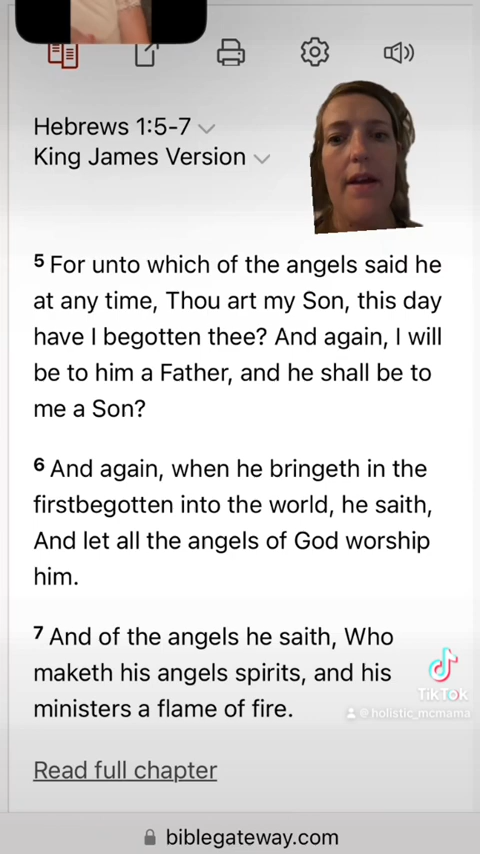 Hebrews 1:5-7
King James Version
5 For unto which of the angels said he
at any time, Thou art my Son, this day
have I begotten thee? And again, I will
be to him a Father, and he shall be to
me a Son?
6 And again, when he bringeth in the
firstbegotten into the world, he saith,
And let all the angels of God worship
him.
7 And of the angels he saith, Who
maketh his angels spirits, and his
ministers a flame of fire.
TikTok
@holistic_mcmama
Read full chapter
biblegateway.com